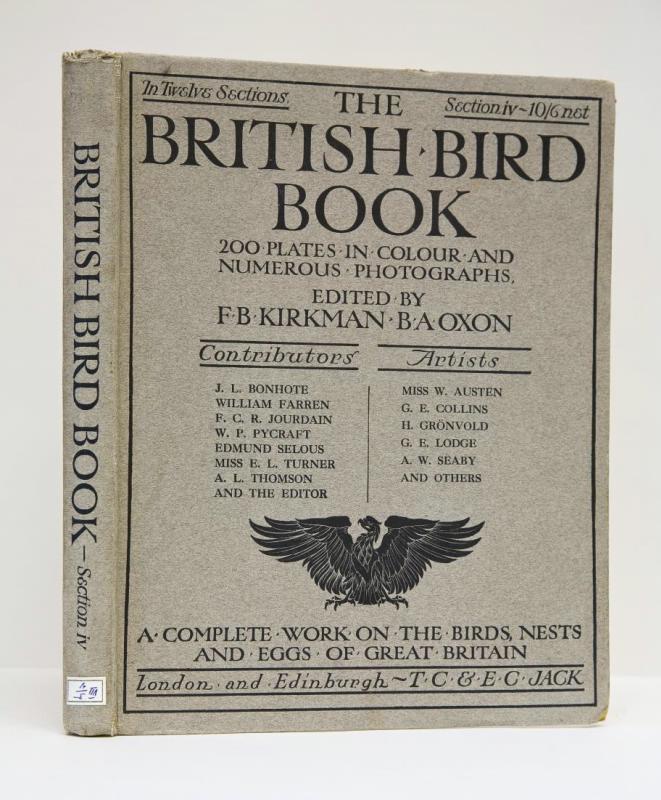 In Twelve Sections.
Section iv ~ 10/6 net
THE
BRITISH · BIRD
BOOK
200 · PLATES · IN · COLOUR · AND
NUMEROUS · PHOTOGRAPHS,
EDITED · BY
F · B · KIRKMAN · B · A · OXON
Contributors
J. L. BONHOTE
WILLIAM FARREN
F. C. R. JOURDAIN
W. P. PYCRAFT
EDMUND SELOUS
MISS E. L. TURNER
A. L. THOMSON
AND THE EDITOR
Artists
MISS W. AUSTEN
G. E. COLLINS
H. GRÖNVOLD
G. E. LODGE
A. W. SEABY
AND OTHERS
A · COMPLETE · WORK · ON · THE · BIRDS, NESTS
AND · EGGS · OF · GREAT · BRITAIN
London · and · Edinburgh ~ T · C · & · E · C · JACK
BRITISH BIRD BOOK — Section iv